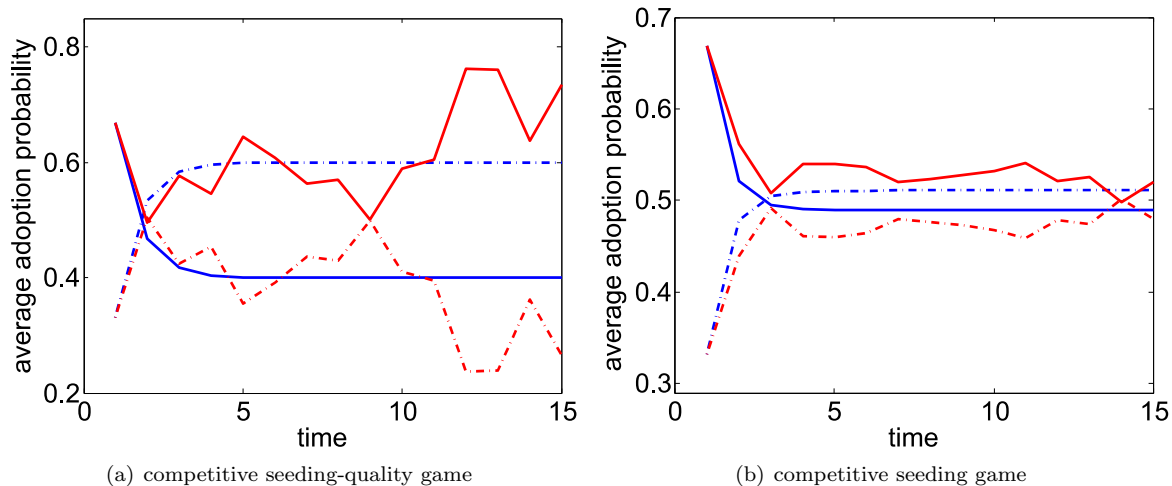 average adoption probability
0.8
0.6
0.4
0.2
0
5
10
15
time
(a) competitive seeding-quality game
average adoption probability
0.7
0.6
0.5
0.4
0.3
0
5
10
15
time
(b) competitive seeding game